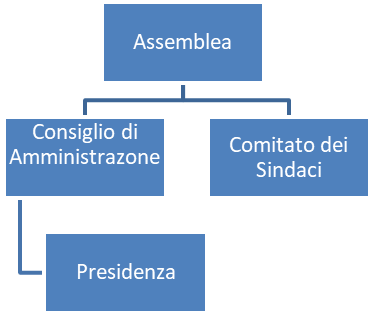 Assemblea
Consiglio di
Amministrazone
Comitato dei
Sindaci
Presidenza